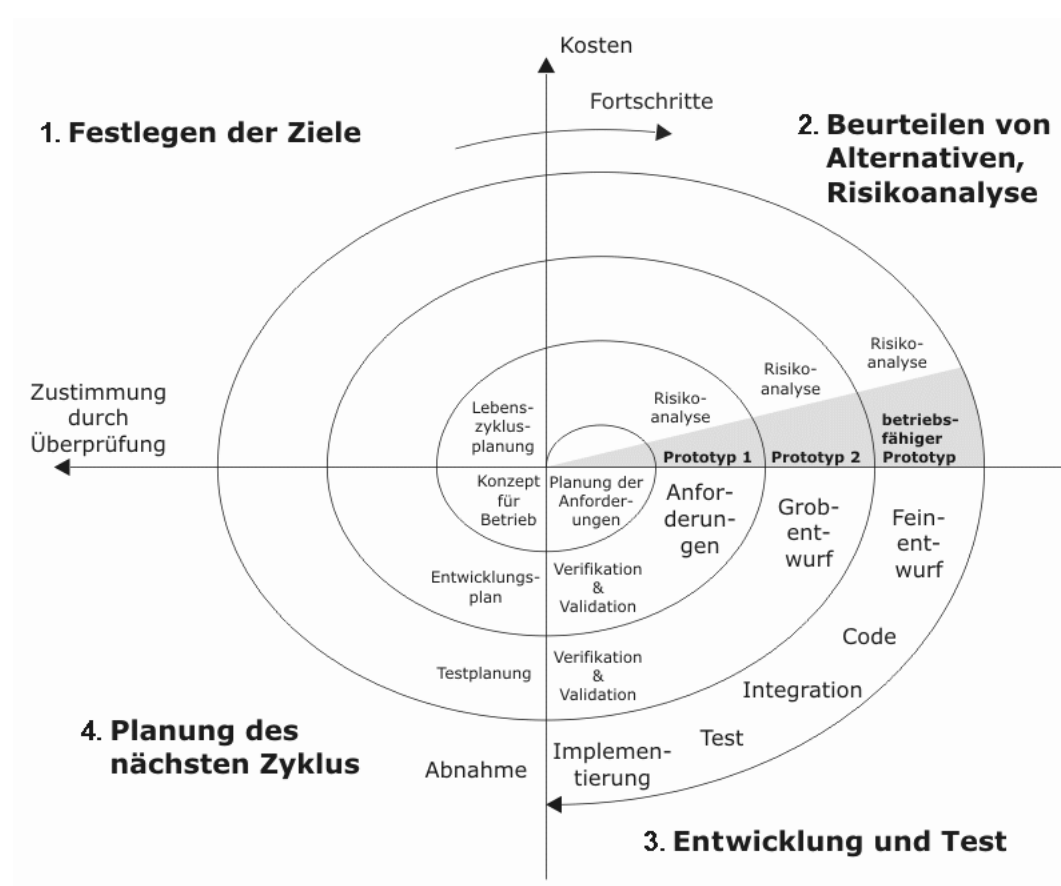 Kosten
Fortschritte
1. Festlegen der Ziele
2. Beurteilen von
Alternativen,
Risikoanalyse
Zustimmung
durch
Überprüfung
Lebens-
zyklus-
planung
Risiko-
analyse
Risiko-
analyse
Risiko-
analyse
Prototyp 1
Prototyp 2
betriebs-
fähiger
Prototyp
Konzept
für
Betrieb
Planung der
Anforder-
ungen
Anfor-
derun-
gen
Grob-
ent-
wurf
Fein-
ent-
wurf
Entwicklungs-
plan
Verifikation
&
Validation
Code
Testplanung
Verifikation
&
Validation
Integration
4. Planung des
nächsten Zyklus
Abnahme
Implemen-
tierung
Test
3. Entwicklung und Test